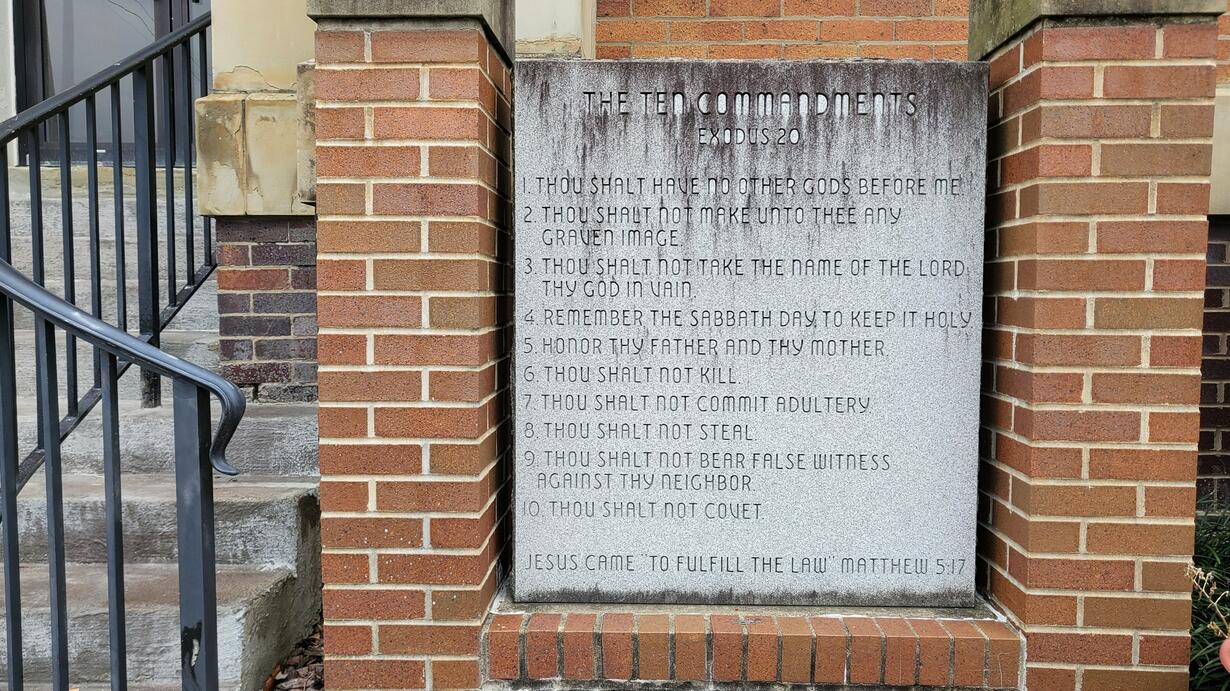 THE TEN COMMANDMENTS
EXODUS 20
1. THOU SHALT HAVE NO OTHER GODS BEFORE ME.
2. THOU SHALT NOT MAKE UNTO THEE ANY
GRAVEN IMAGE.
3. THOU SHALT NOT TAKE THE NAME OF THE LORD
THY GOD IN VAIN.
4. REMEMBER THE SABBATH DAY, TO KEEP IT HOLY
5. HONOR THY FATHER AND THY MOTHER.
6. THOU SHALT NOT KILL.
7. THOU SHALT NOT COMMIT ADULTERY.
8. THOU SHALT NOT STEAL.
9. THOU SHALT NOT BEAR FALSE WITNESS
AGAINST THY NEIGHBOR
10. THOU SHALT NOT COVET.
JESUS CAME "TO FULFILL THE LAW" MATTHEW 5:17